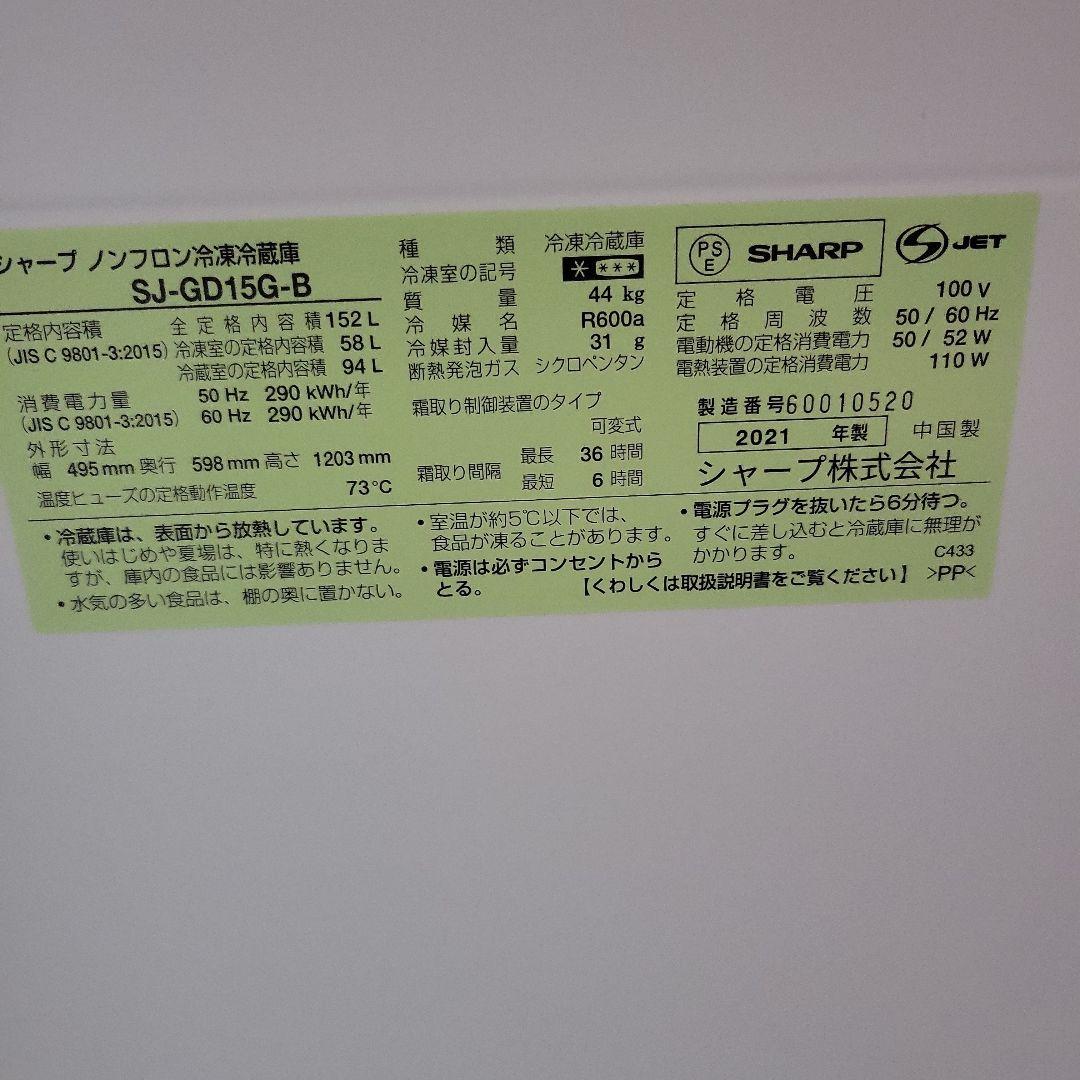 シャープ ノンフロン冷凍冷蔵庫
SJ-GD15G-B
定格内容積 全定格内容積 152 L
(JIS C 9801-3:2015) 冷凍室の定格内容積 58 L
冷蔵室の定格内容積 94 L
消費電力量 50 Hz 290 kWh/年
(JIS C 9801-3:2015) 60 Hz 290 kWh/年
外形寸法
幅 495 mm 奥行 598 mm 高さ 1203 mm
温度ヒューズの定格動作温度 73℃
種類 冷凍冷蔵庫
冷凍室の記号 * ***
質量 44 kg
冷媒名 R600a
冷媒封入量 31 g
断熱発泡ガス シクロペンタン
霜取り制御装置のタイプ
可変式
霜取り間隔 最長 36 時間
最短 6 時間
PSE SHARP JET
定格電圧 100 V
定格周波数 50 / 60 Hz
電動機の定格消費電力 50 / 52 W
電熱装置の定格消費電力 110 W
製造番号 60010520
2021 年製 中国製
シャープ株式会社
・冷蔵庫は、表面から放熱しています。
使いはじめや夏場は、特に熱くなりま
すが、庫内の食品には影響ありません。
・水気の多い食品は、棚の奥に置かない。
・室温が約5℃以下では、
食品が凍ることがあります。
・電源は必ずコンセントから
とる。
・電源プラグを抜いたら6分待つ。
すぐに差し込むと冷蔵庫に無理が
かかります。 C433
【くわしくは取扱説明書をご覧ください】 >PP<